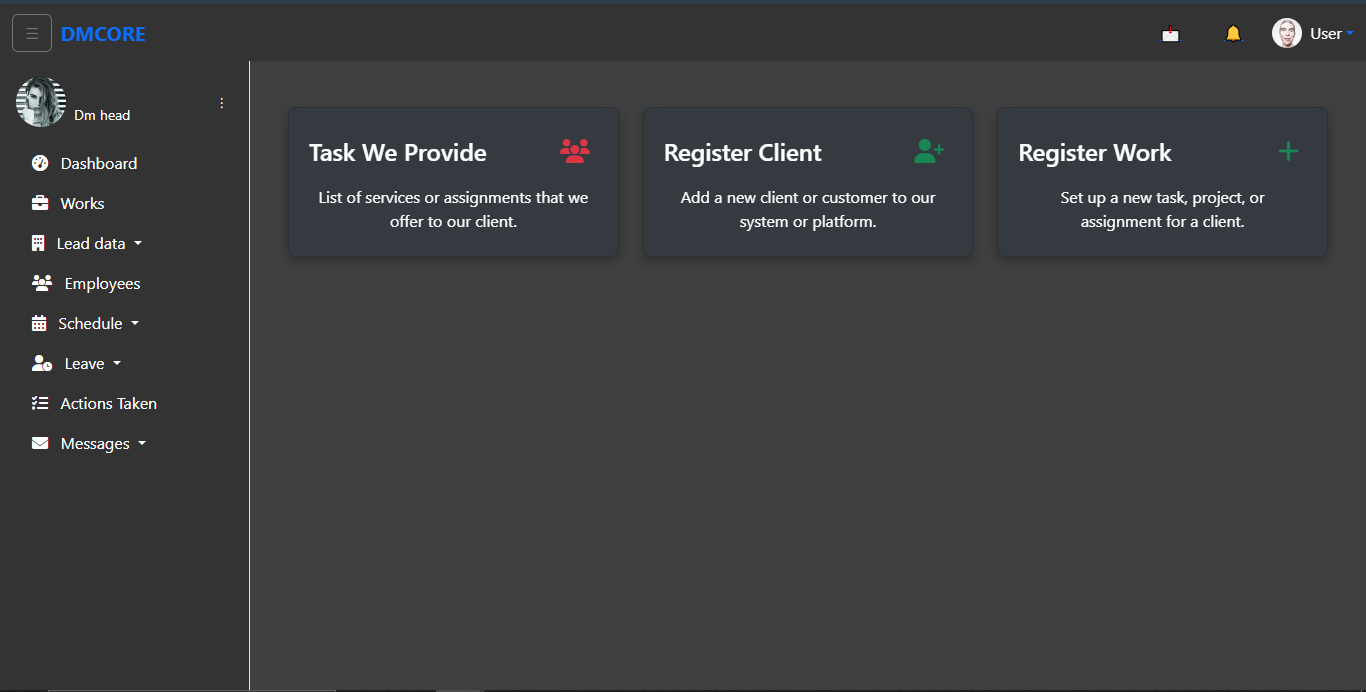 DMCORE
User
Dm head
Dashboard
Works
Lead data
Employees
Schedule
Leave
Actions Taken
Messages
Task We Provide
List of services or assignments that we
offer to our client.
Register Client
Add a new client or customer to our
system or platform.
Register Work
Set up a new task, project, or
assignment for a client.